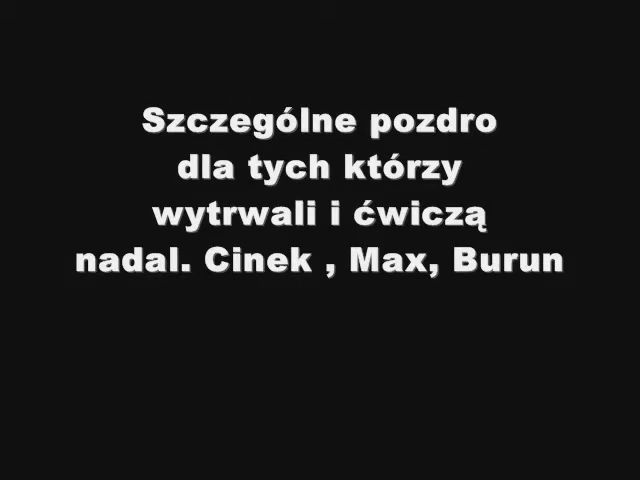 Szczególne pozdro
dla tych którzy
wytrwali i ćwiczą
nadal. Cinek , Max, Burun